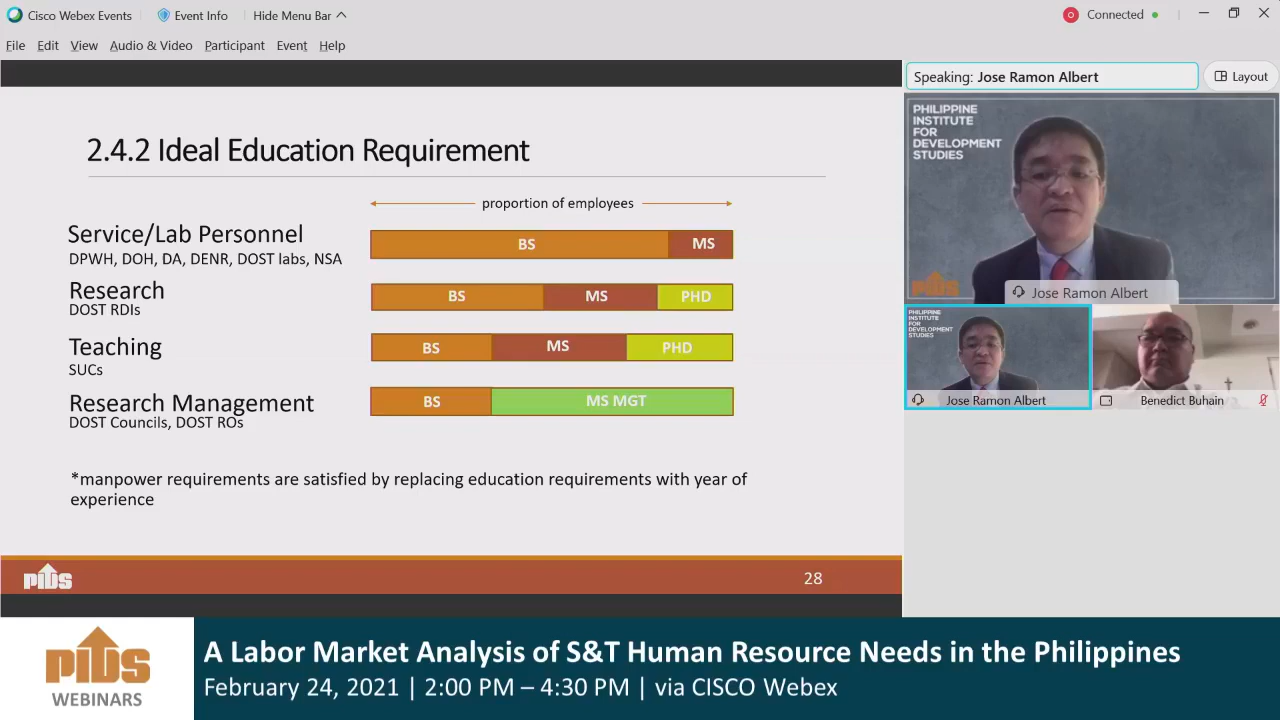 Cisco Webex Events
Event Info
Hide Menu Bar
Connected
File Edit View Audio & Video Participant Event Help
Speaking: Jose Ramon Albert
Layout
2.4.2 Ideal Education Requirement
proportion of employees
Service/Lab Personnel
DPWH, DOH, DA, DENR, DOST labs, NSA
BS MS
Research
DOST RDIs
BS MS PHD
Teaching
SUCs
BS MS PHD
Research Management
DOST Councils, DOST ROs
BS MS MGT
*manpower requirements are satisfied by replacing education requirements with year of
experience
PIDS
28
PHILIPPINE
INSTITUTE
FOR
DEVELOPMENT
STUDIES
PIDS
Jose Ramon Albert
PHILIPPINE
INSTITUTE
FOR
DEVELOPMENT
STUDIES
Jose Ramon Albert
Benedict Buhain
PIDS
WEBINARS
A Labor Market Analysis of S&T Human Resource Needs in the Philippines
February 24, 2021 | 2:00 PM – 4:30 PM | via CISCO Webex